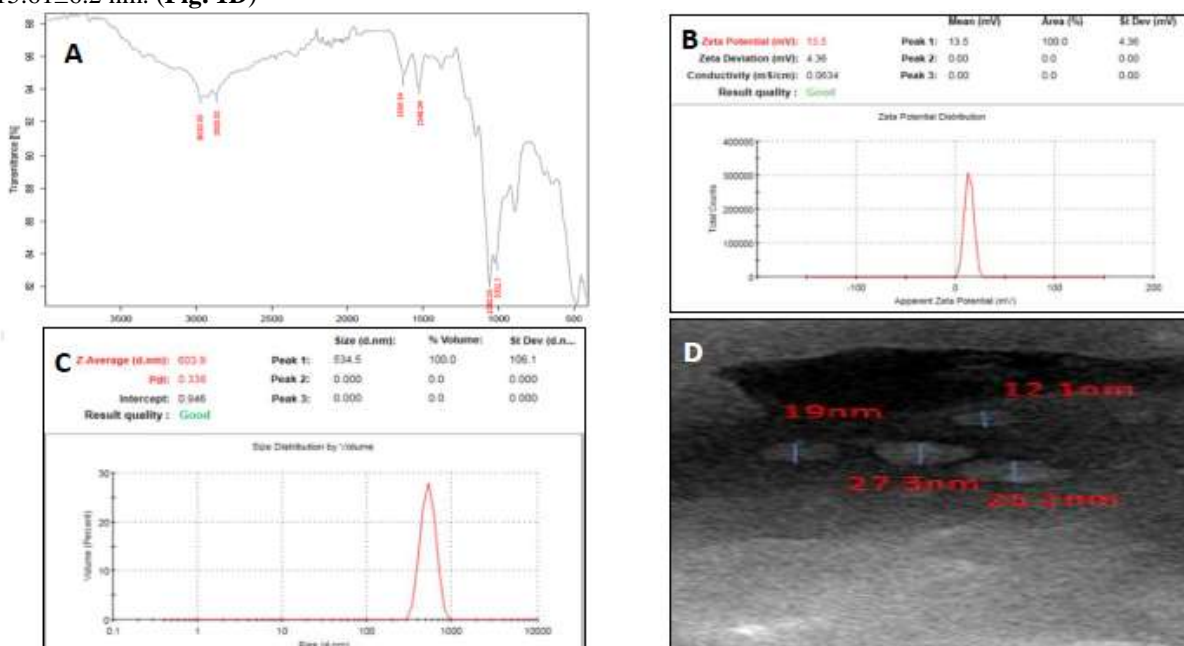 (Fig. 1D)
A
Transmittance [%]
3500 3000 2500 2000 1500 1000 500
B
Mean (mV) Area (%) St Dev (mV)
Zeta Potential (mV): 13.5 Peak 1: 13.5 100.0 4.36
Zeta Deviation (mV): 4.36 Peak 2: 0.00 0.0 0.00
Conductivity (mS/cm): 0.0634 Peak 3: 0.00 0.0 0.00
Result quality : Good
Zeta Potential Distribution
Total Counts
400000
300000
200000
100000
0
-100 0 100 200
Apparent Zeta Potential (mV)
C
Size (d.nm): % Volume: St Dev (d.n...
Z-Average (d.nm): 603.9 Peak 1: 534.5 100.0 106.1
PdI: 0.338 Peak 2: 0.000 0.0 0.000
Intercept: 0.946 Peak 3: 0.000 0.0 0.000
Result quality : Good
Size Distribution by Volume
Volume (Percent)
30
20
10
0
0.1 1 10 100 1000 10000
Size (d.nm)
D
12.1nm
19nm
27.3nm